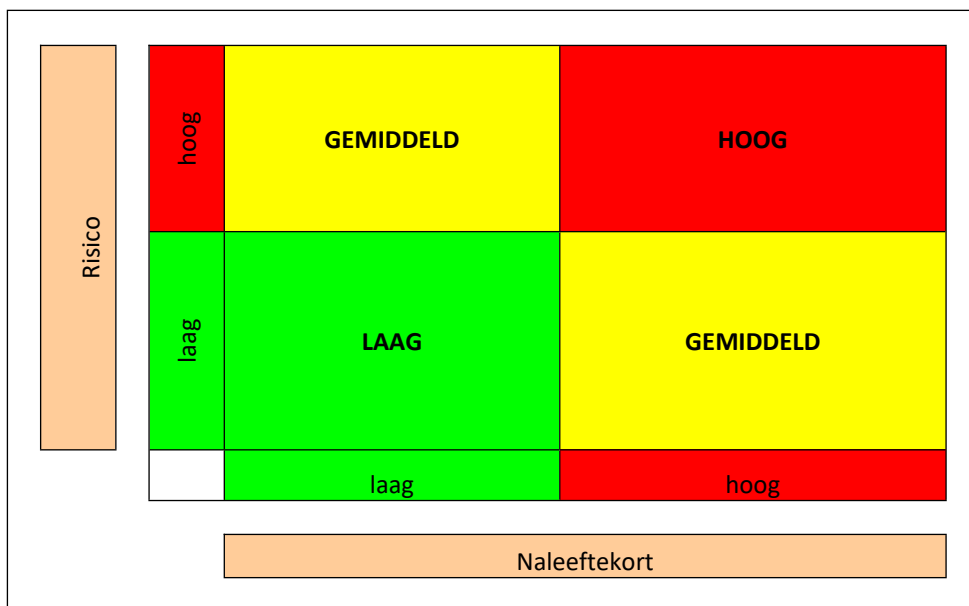 Risico
hoog
GEMIDDELD
HOOG
laag
LAAG
GEMIDDELD
laag
hoog
Naleeftekort